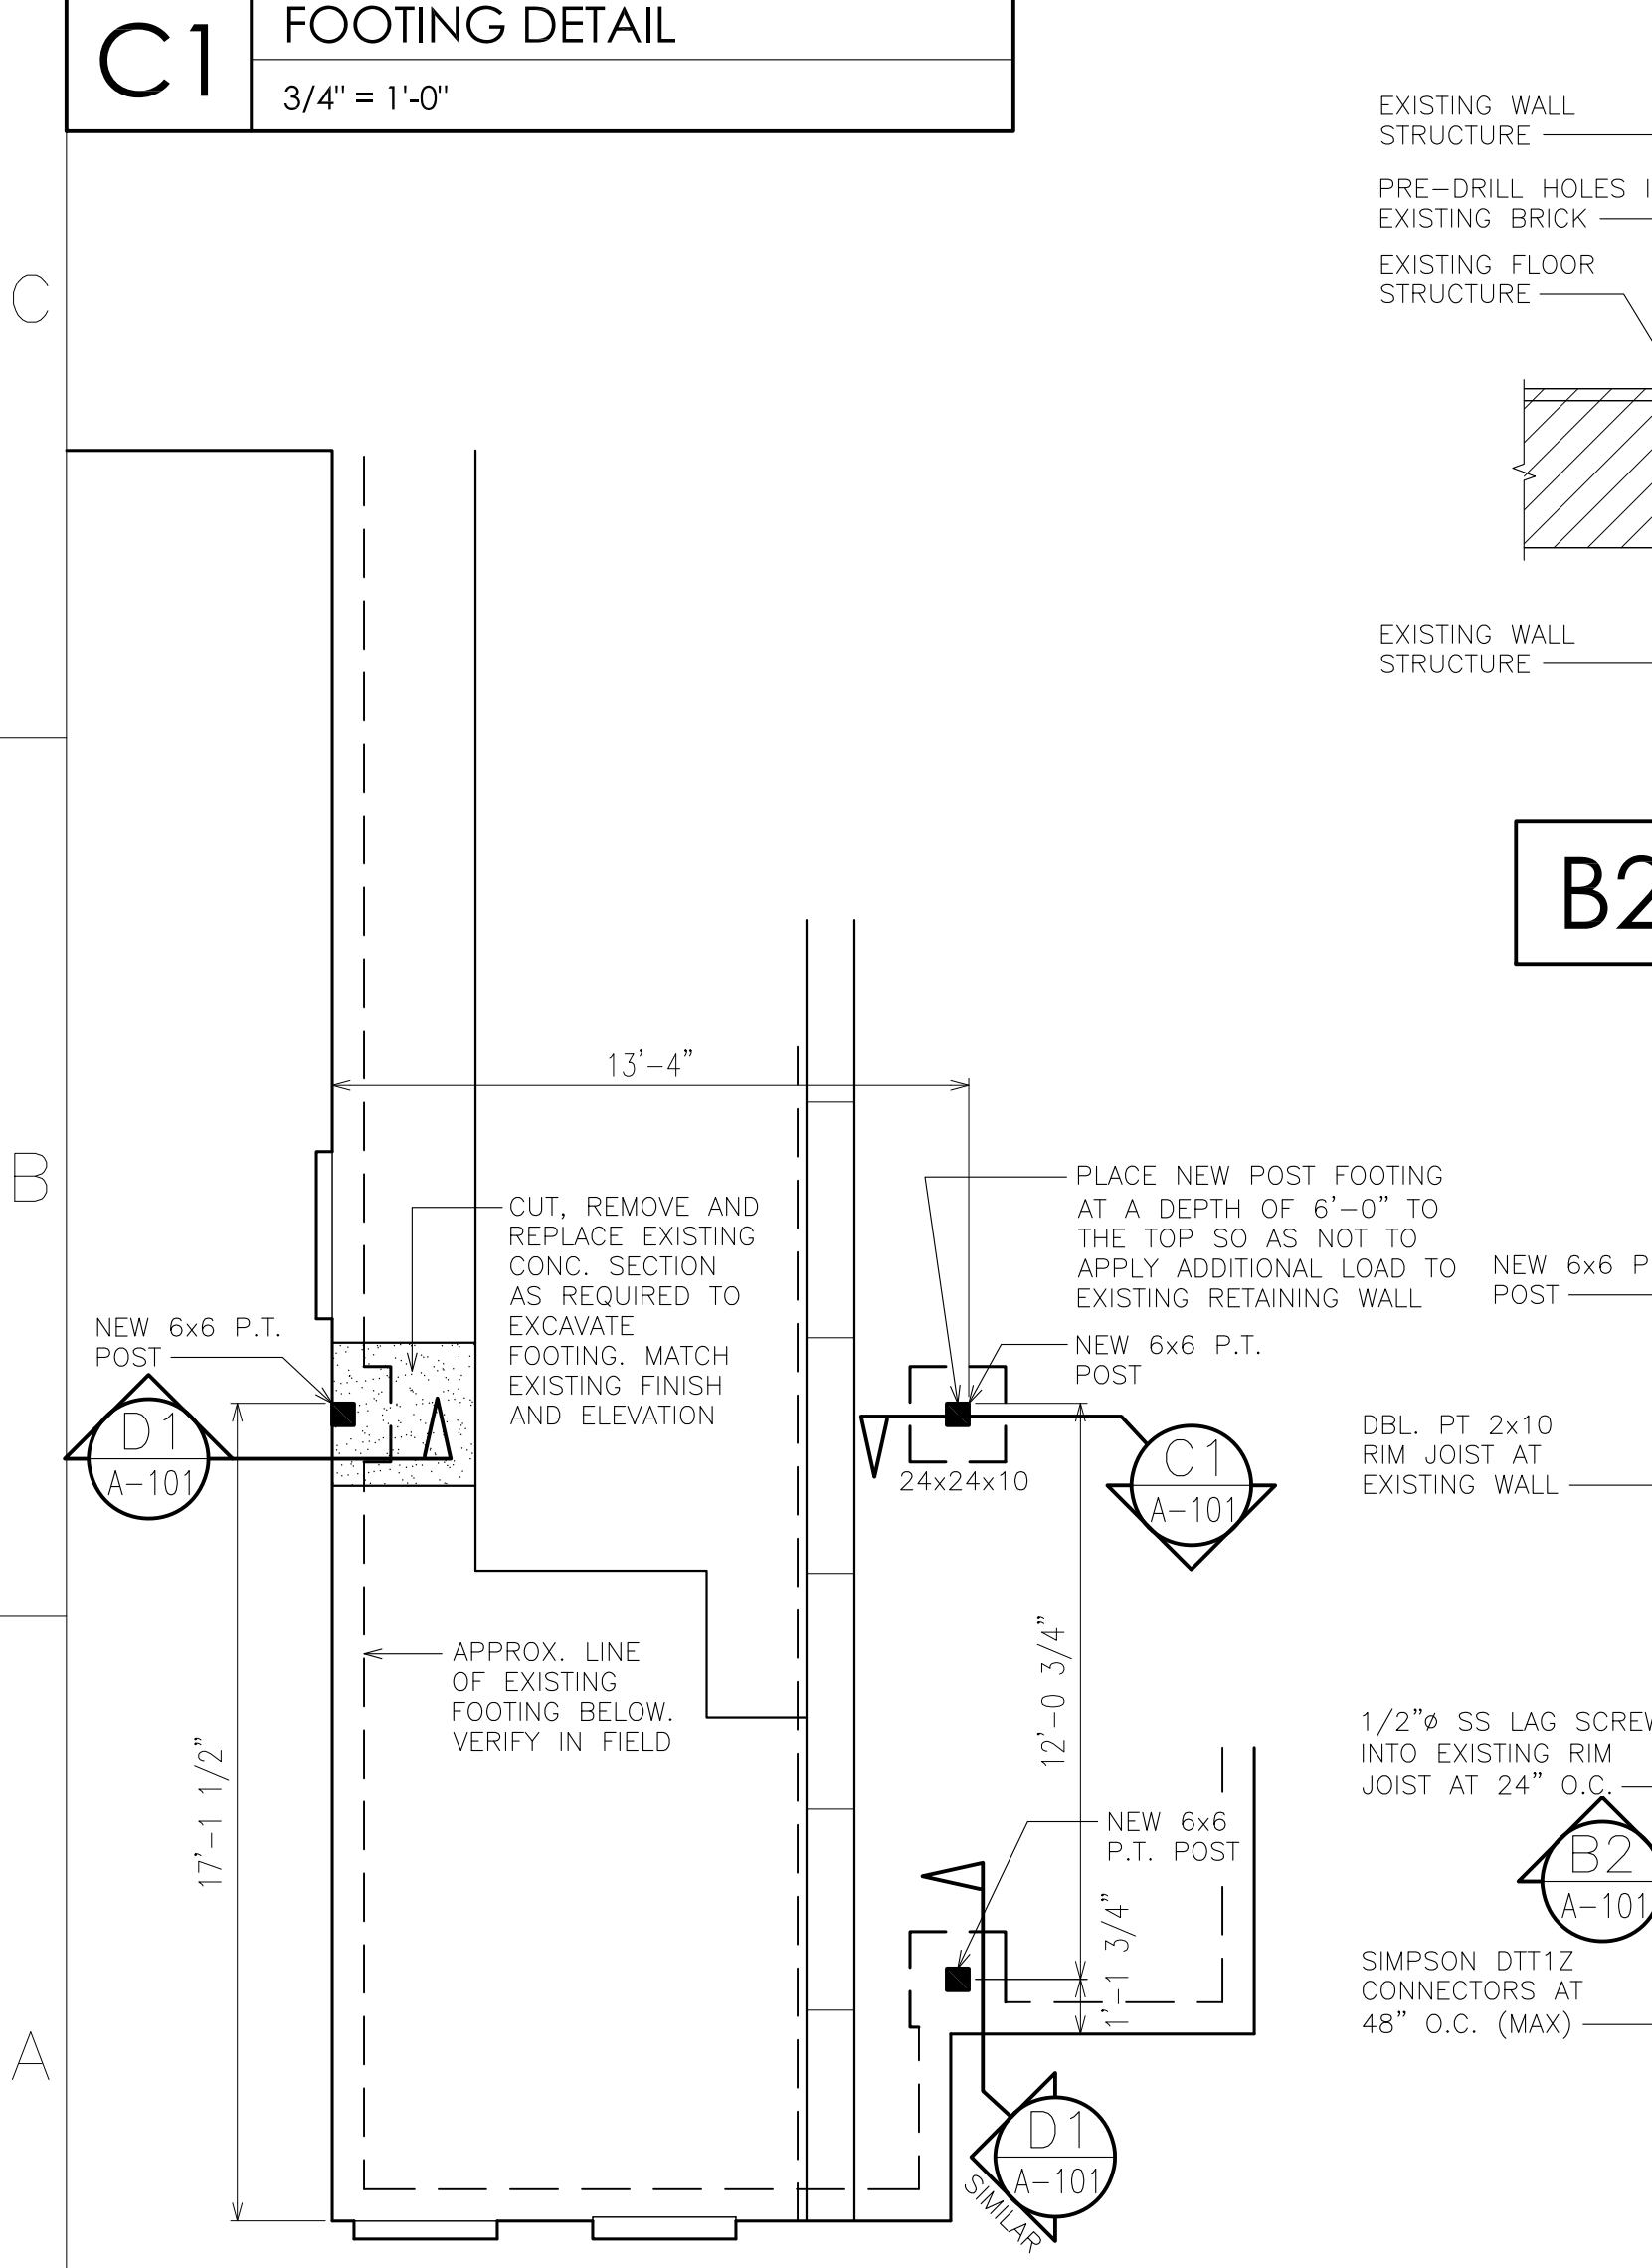 C1
FOOTING DETAIL
3/4" = 1'-0"
C
B
A
EXISTING WALL
STRUCTURE
PRE-DRILL HOLES
EXISTING BRICK
EXISTING FLOOR
STRUCTURE
EXISTING WALL
STRUCTURE
B2
13'-4"
CUT, REMOVE AND
REPLACE EXISTING
CONC. SECTION
AS REQUIRED TO
EXCAVATE
FOOTING. MATCH
EXISTING FINISH
AND ELEVATION
NEW 6x6 P.T.
POST
D1
A-101
PLACE NEW POST FOOTING
AT A DEPTH OF 6'-0" TO
THE TOP SO AS NOT TO
APPLY ADDITIONAL LOAD TO
EXISTING RETAINING WALL
NEW 6x6 P.T.
POST
24x24x10
C1
A-101
NEW 6x6 P
POST
DBL. PT 2x10
RIM JOIST AT
EXISTING WALL
APPROX. LINE
OF EXISTING
FOOTING BELOW.
VERIFY IN FIELD
17'-1 1/2"
12'-0 3/4"
1'-1 3/4"
NEW 6x6
P.T. POST
1/2"ø SS LAG SCREW
INTO EXISTING RIM
JOIST AT 24" O.C.
B2
A-101
SIMPSON DTT1Z
CONNECTORS AT
48" O.C. (MAX)
D1
A-101
SIMILAR